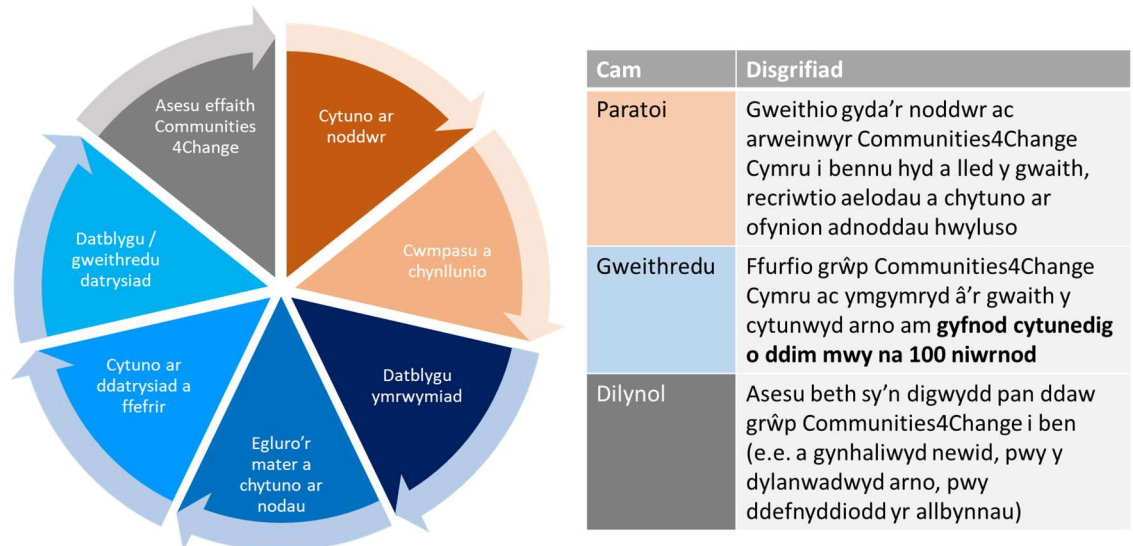 Asesu effaith
Communities
4Change
Cytuno ar
noddwr
Cwmpasu a
chynllunio
Datblygu
ymrwymiad
Egluro'r
mater a
chytuno ar
nodau
Cytuno ar
ddatrysiad a
ffefrir
Datblygu /
gweithredu
datrysiad
Cam
Disgrifiad
Paratoi
Gweithio gyda'r noddwr ac
arweinwyr Communities4Change
Cymru i bennu hyd a lled y gwaith,
recriwtio aelodau a chytuno ar
ofynion adnoddau hwyluso
Gweithredu
Ffurfio grŵp Communities4Change
Cymru ac ymgymryd â'r gwaith y
cytunwyd arno am gyfnod cytunedig
o ddim mwy na 100 niwrnod
Dilynol
Asesu beth sy'n digwydd pan ddaw
grŵp Communities4Change i ben
(e.e. a gynhaliwyd newid, pwy y
dylanwadwyd arno, pwy
ddefnyddiodd yr allbynnau)